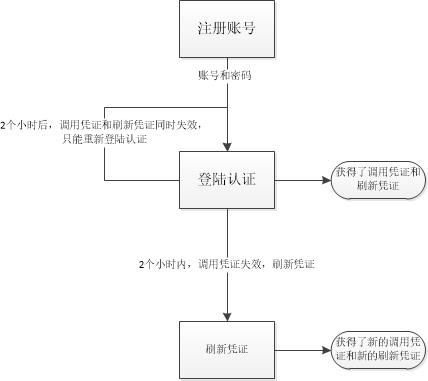 注册账号
账号和密码
2个小时后，调用凭证和刷新凭证同时失效，
只能重新登陆认证
登陆认证
获得了调用凭证和
刷新凭证
2个小时内，调用凭证失效，刷新凭证
刷新凭证
获得了新的调用凭
证和新的刷新凭证